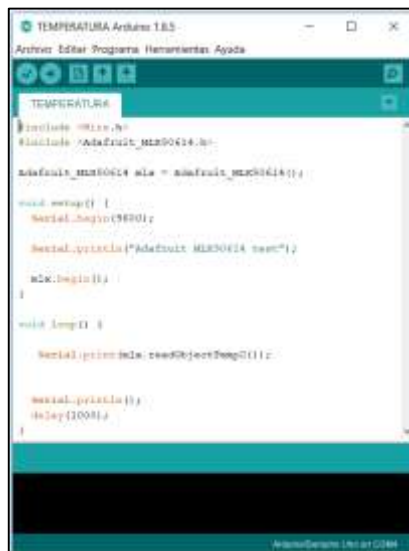 TEMPERATURA Arduino 1.8.5
Archivo Editar Programa Herramientas Ayuda
TEMPERATURA
#include <Wire.h>
#include <Adafruit_MLX90614.h>
Adafruit_MLX90614 mlx = Adafruit_MLX90614();
void setup() {
Serial.begin(9600);
Serial.println("Adafruit MLX90614 test");
mlx.begin();
}
void loop() {
Serial.print(mlx.readObjectTempC());
Serial.println();
delay(1000);
}